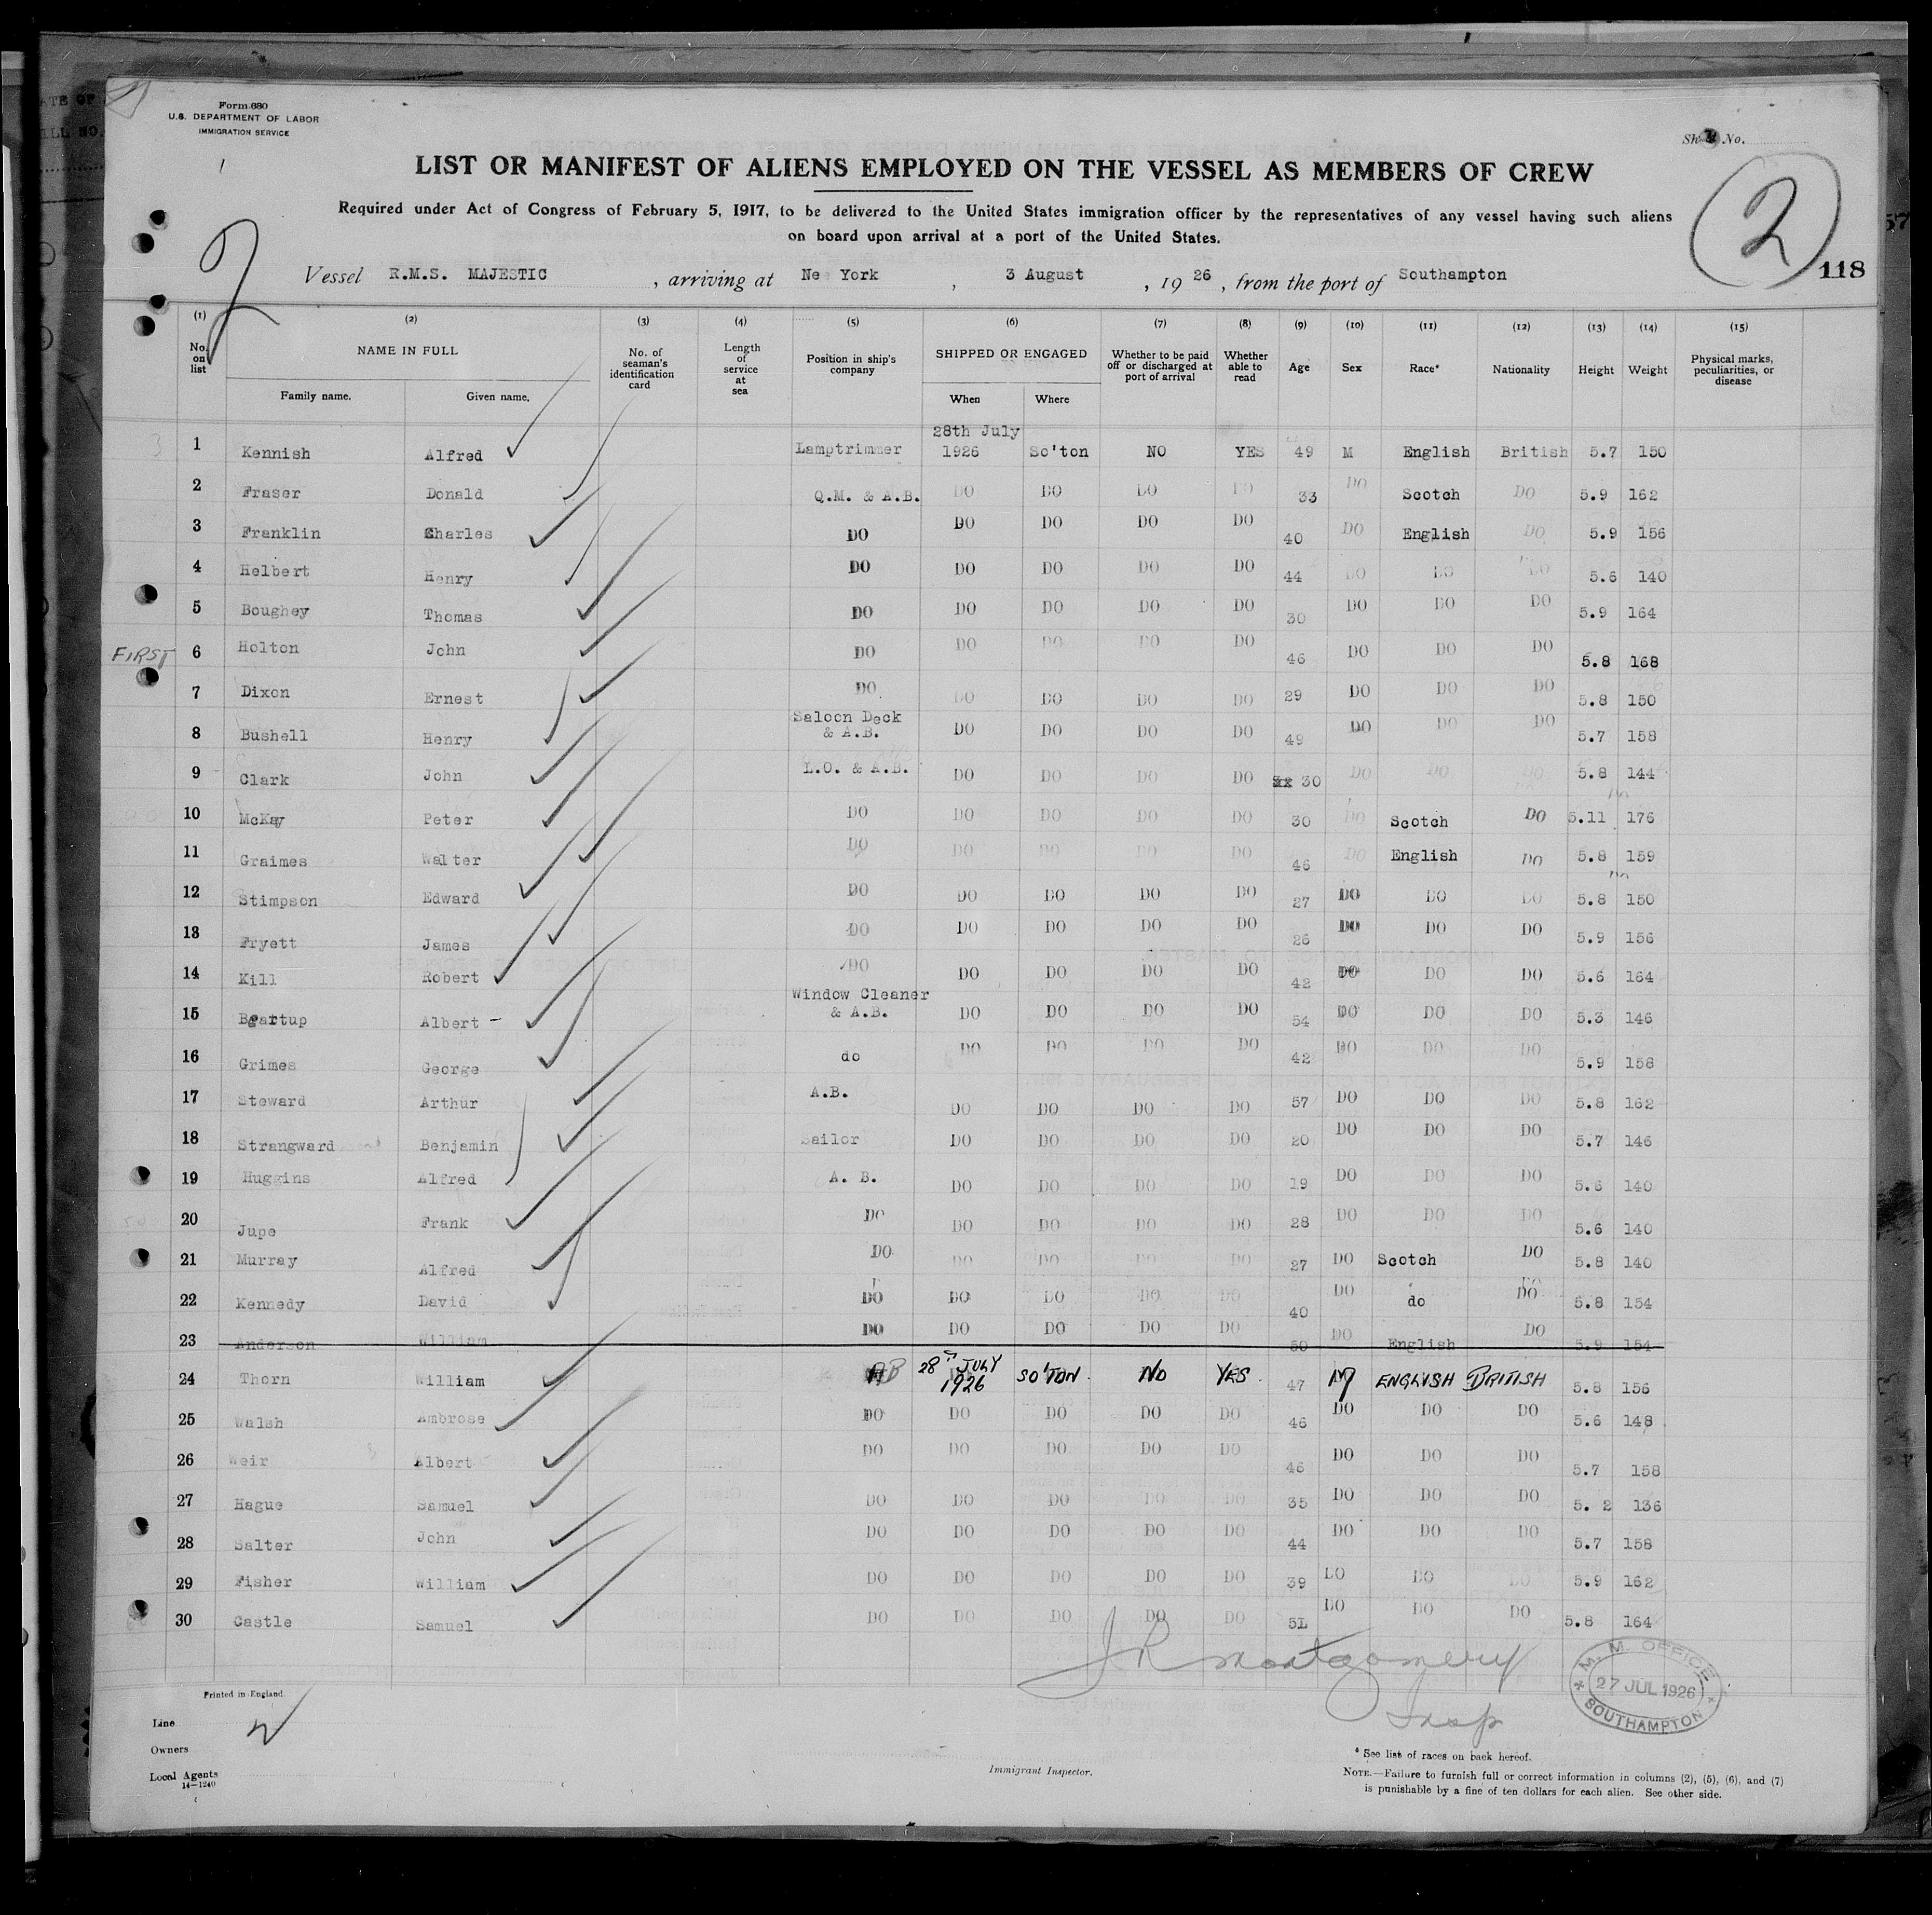 Form 680
U.S. DEPARTMENT OF LABOR
IMMIGRATION SERVICE
No.
LIST OR MANIFEST OF ALIENS EMPLOYED ON THE VESSEL AS MEMBERS OF CREW
Required under Act of Congress of February 5, 1917, to be delivered to the United States immigration officer by the representatives of any vessel having such aliens
on board upon arrival at a port of the United States.
2
118
Vessel R.M.S. MAJESTIC , arriving at Ne York , 3 August , 19 26 , from the port of Southampton
(1) (2) (3) (4) (5) (6) (7) (8) (9) (10) (11) (12) (13) (14) (15)
No. on list NAME IN FULL Family name. Given name. No. of seaman's identification card Length of service at sea Position in ship's company SHIPPED OR ENGAGED When Where Whether to be paid off or discharged at port of arrival Whether able to read Age Sex Race* Nationality Height Weight Physical marks, peculiarities, or disease
1 Kennish Alfred Lamptrimmer 28th July 1926 So'ton NO YES 49 M English British 5.7 150
2 Fraser Donald Q.M. & A.B. DO DO DO DO 33 DO Scotch DO 5.9 162
3 Franklin Charles DO DO DO DO DO 40 DO English DO 5.9 156
4 Helbert Henry DO DO DO DO DO 44 DO DO DO 5.6 140
5 Boughey Thomas DO DO DO DO DO 30 DO DO DO 5.9 164
FIRST 6 Holton John DO DO DO DO DO 46 DO DO DO 5.8 168
7 Dixon Ernest DO DO DO DO DO 29 DO DO DO 5.8 150
8 Bushell Henry Saloon Deck & A.B. DO DO DO DO 49 DO DO DO 5.7 158
9 Clark John L.O. & A.B. DO DO DO DO 30 DO DO DO 5.8 144
10 McKay Peter DO DO DO DO DO 30 DO Scotch DO 5.11 176
11 Graimes Walter DO DO DO DO DO 46 DO English DO 5.8 159
12 Stimpson Edward DO DO DO DO DO 27 DO DO DO 5.8 150
13 Fryett James DO DO DO DO DO 26 DO DO DO 5.9 156
14 Kill Robert DO DO DO DO DO 42 DO DO DO 5.6 164
15 Albert Window Cleaner & A.B. DO DO DO DO 54 DO DO DO 5.3 146
16 Grimes George do DO DO DO DO 42 DO DO DO 5.9 158
17 Steward Arthur A.B. DO DO DO DO 57 DO DO DO 5.8 162
18 Strangward Benjamin Sailor DO DO DO DO 20 DO DO DO 5.7 146
19 Huggins Alfred A. B. DO DO DO DO 19 DO DO DO 5.6 140
20 Jupe Frank DO DO DO DO DO 28 DO DO DO 5.6 140
21 Murray Alfred DO DO DO DO DO 27 DO Scotch DO 5.8 140
22 Kennedy David DO DO DO DO DO 40 DO do DO 5.8 154
23 Anderson William DO DO DO DO DO 50 DO English DO 5.9 154
24 Thorn William AB 28TH JULY 1926 SO'TON NO YES 47 M ENGLISH BRITISH 5.8 156
25 Walsh Ambrose DO DO DO DO DO 46 DO DO DO 5.6 148
26 Weir Albert DO DO DO DO DO 46 DO DO DO 5.7 158
27 Hague Samuel DO DO DO DO DO 35 DO DO DO 5. 2 136
28 Salter John DO DO DO DO DO 44 DO DO DO 5.7 158
29 Fisher William DO DO DO DO DO 39 DO DO DO 5.9 162
30 Castle Samuel DO DO DO DO DO 51 DO DO DO 5.8 164
J R Montgomery
Insp
M. M. OFFICE
27 JUL 1926
SOUTHAMPTON
Printed in England
Line
Owners
Local Agents
14-1240
Immigrant Inspector.
* See list of races on back hereof.
NOTE.—Failure to furnish full or correct information in columns (2), (5), (6), and (7)
is punishable by a fine of ten dollars for each alien. See other side.